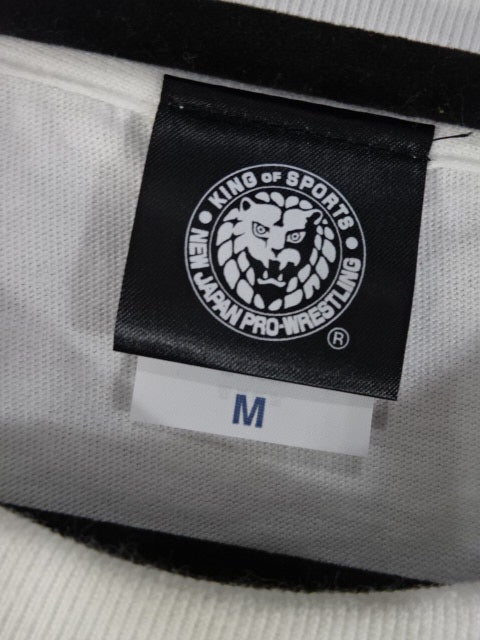 KING OF SPORTS
NEW JAPAN PRO-WRESTLING
®
M